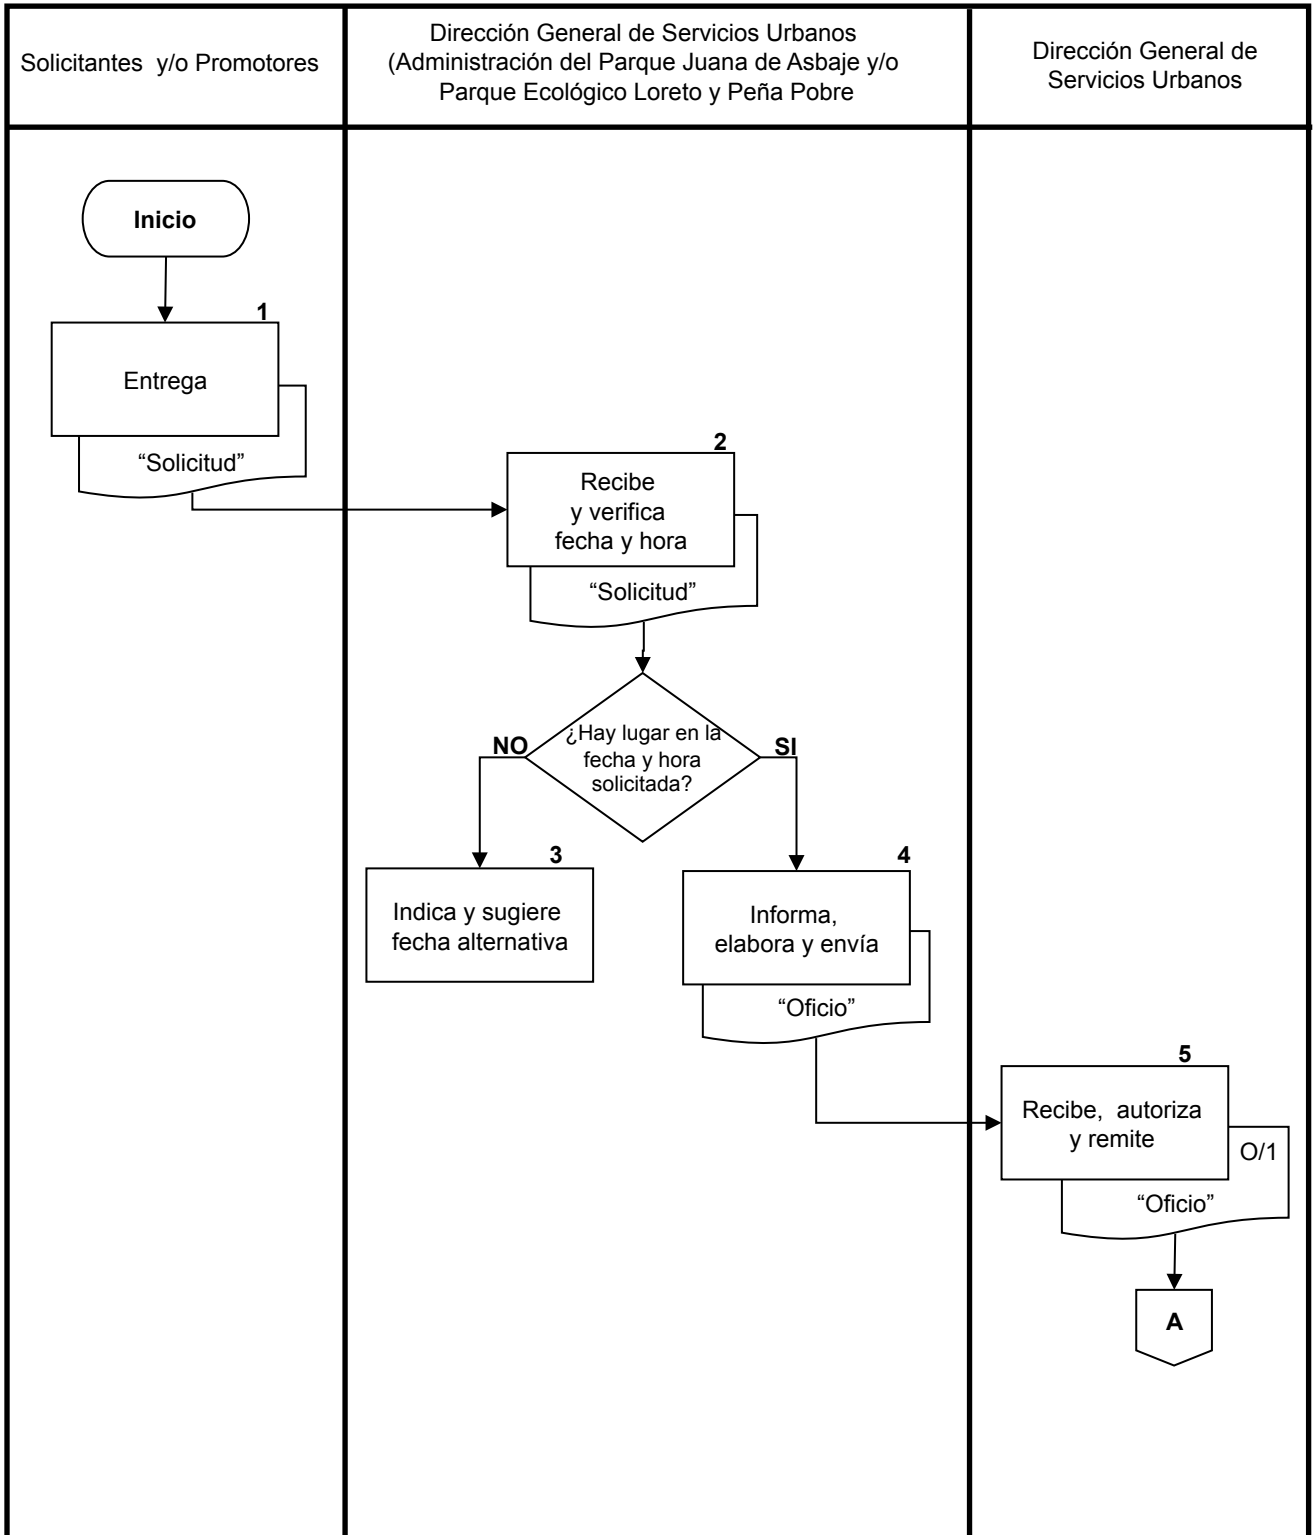 Solicitantes y/o Promotores
Dirección General de Servicios Urbanos
(Administración del Parque Juana de Asbaje y/o
Parque Ecológico Loreto y Peña Pobre
Dirección General de
Servicios Urbanos
Inicio
1
Entrega
“Solicitud”
2
Recibe
y verifica
fecha y hora
“Solicitud”
¿Hay lugar en la
fecha y hora
solicitada?
NO
SI
3
Indica y sugiere
fecha alternativa
4
Informa,
elabora y envía
“Oficio”
5
Recibe, autoriza
y remite
O/1
“Oficio”
A